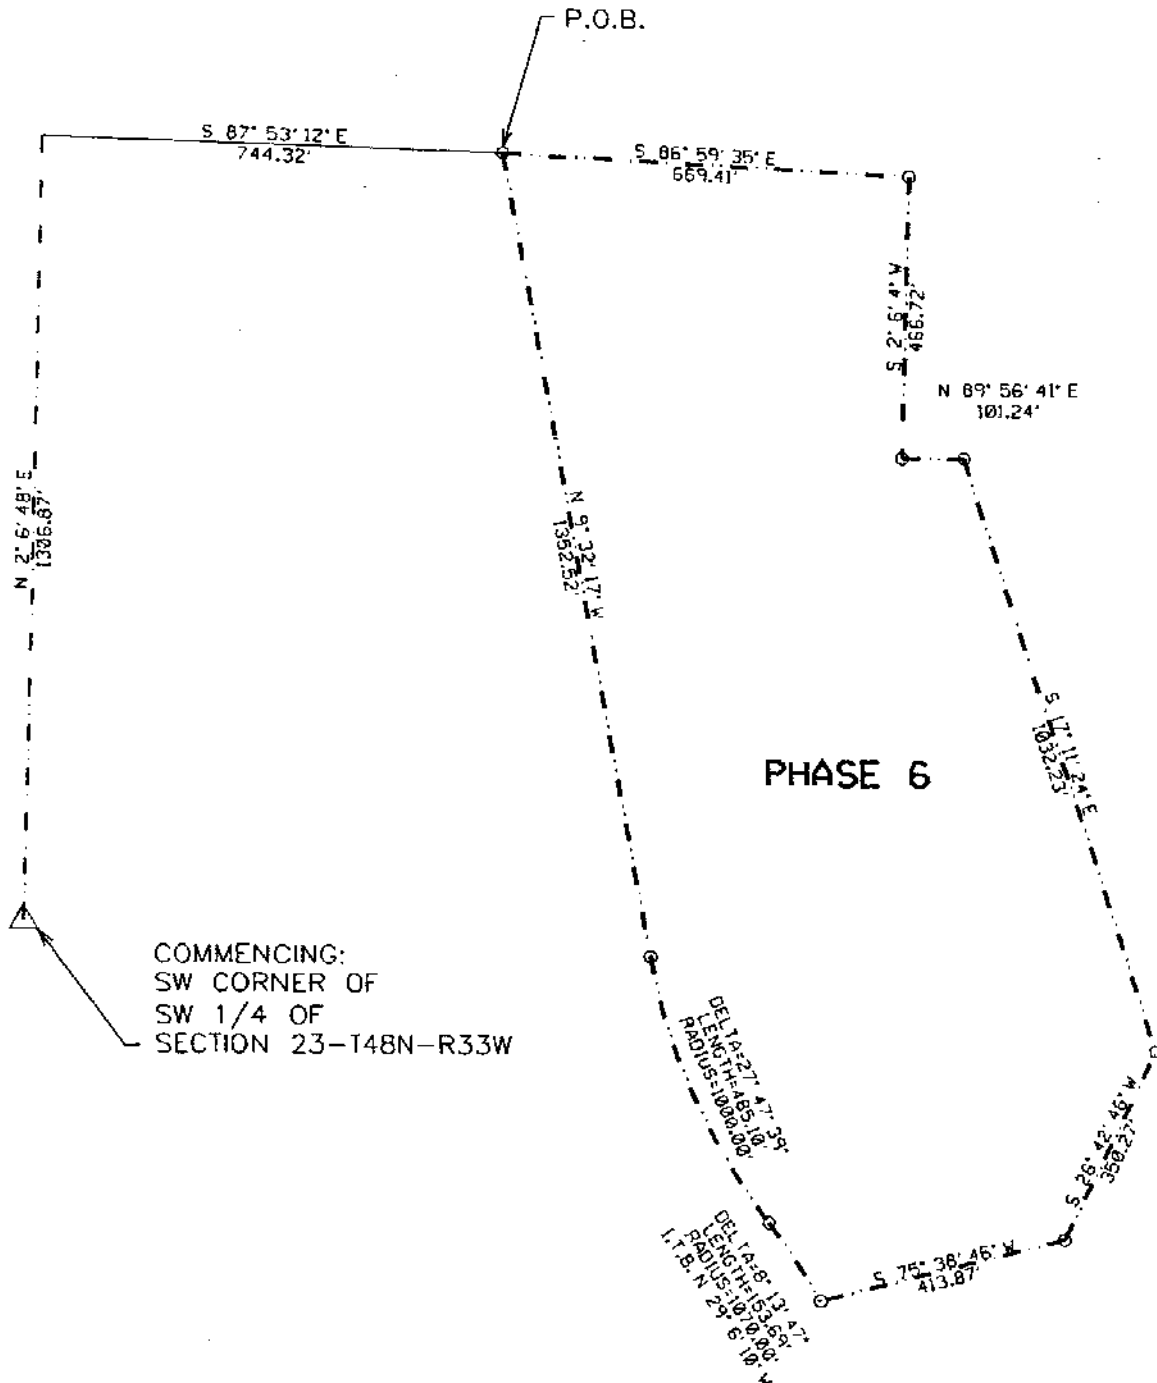 P.O.B.
S 87° 53' 12" E
744.32'
S 86° 59' 35" E
669.41'
S 2° 6' 4" W
466.72'
N 89° 56' 41" E
101.24'
N 2° 6' 48" E
1306.87'
N 9° 32' 17" W
1352.52'
S 17° 11' 24" E
1032.23'
PHASE 6
COMMENCING:
SW CORNER OF
SW 1/4 OF
SECTION 23-T48N-R33W
DELTA=27° 47' 39"
LENGTH=485.10'
RADIUS=1000.00'
S 26° 42' 46" W
350.27'
DELTA=8° 13' 47"
LENGTH=153.69'
RADIUS=1070.00'
I.T.B. N 29° 6' 10" W
S 75° 38' 46" W
413.87'